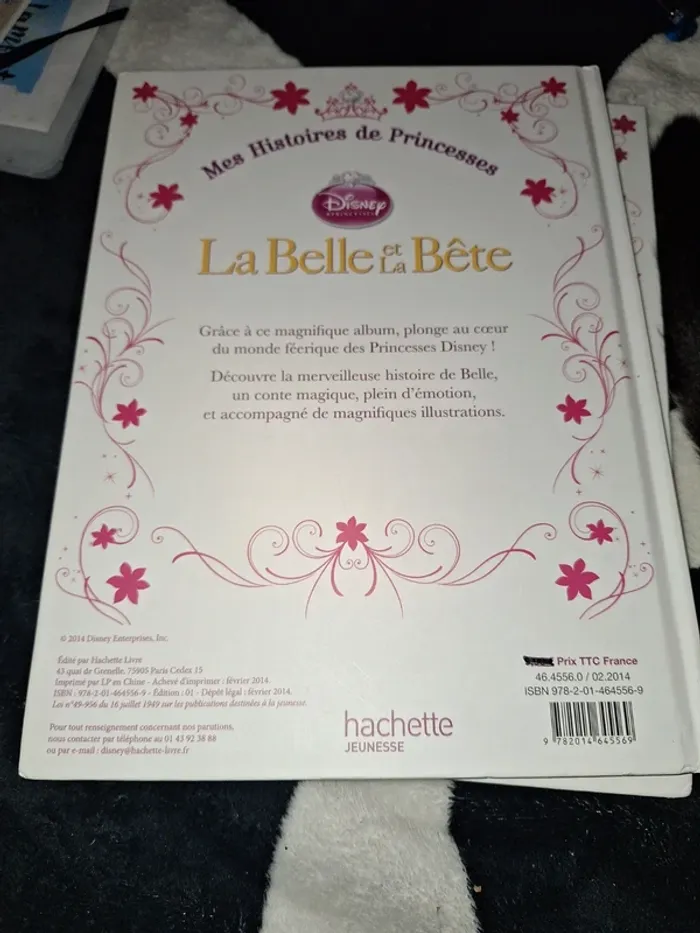 Mes Histoires de Princesses
Disney
PRINCESSES
La Belle et La Bête
Grâce à ce magnifique album, plonge au cœur
du monde féerique des Princesses Disney !
Découvre la merveilleuse histoire de Belle,
un conte magique, plein d'émotion,
et accompagné de magnifiques illustrations.
© 2014 Disney Enterprises, Inc.
Édité par Hachette Livre
43 quai de Grenelle, 75905 Paris Cedex 15
Imprimé par LP en Chine - Achevé d'imprimer : février 2014.
ISBN : 978-2-01-464556-9 - Édition : 01 - Dépôt légal : février 2014.
Loi n°49-956 du 16 juillet 1949 sur les publications destinées à la jeunesse.
Pour tout renseignement concernant nos parutions,
nous contacter par téléphone au 01 43 92 38 88
ou par e-mail : disney@hachette-livre.fr
hachette
JEUNESSE
Prix TTC France
46.4556.0 / 02.2014
ISBN 978-2-01-464556-9
9 782014 645569